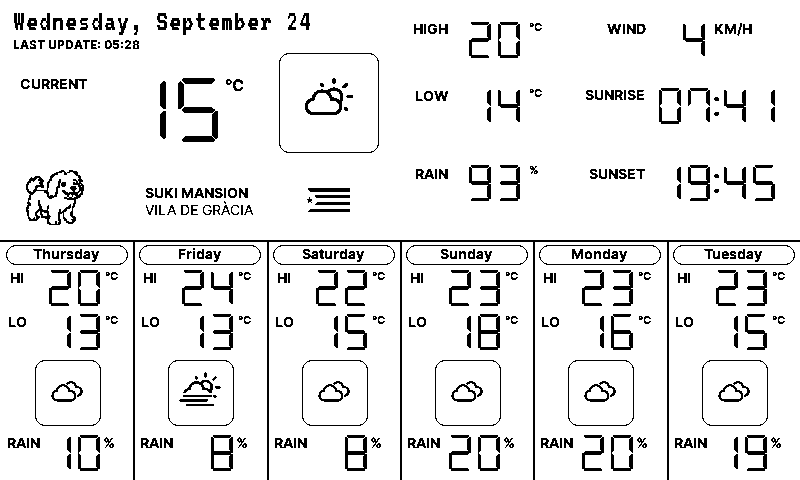 Wednesday, September 24
LAST UPDATE: 05:28
CURRENT 15 °C
HIGH 20 °C
WIND 4 KM/H
LOW 14 °C
SUNRISE 07:41
RAIN 93 %
SUNSET 19:45
SUKI MANSION
VILA DE GRÀCIA
Thursday
HI 20 °C
LO 13 °C
RAIN 10 %
Friday
HI 24 °C
LO 13 °C
RAIN 8 %
Saturday
HI 22 °C
LO 15 °C
RAIN 8 %
Sunday
HI 23 °C
LO 18 °C
RAIN 20 %
Monday
HI 23 °C
LO 16 °C
RAIN 20 %
Tuesday
HI 23 °C
LO 15 °C
RAIN 19 %